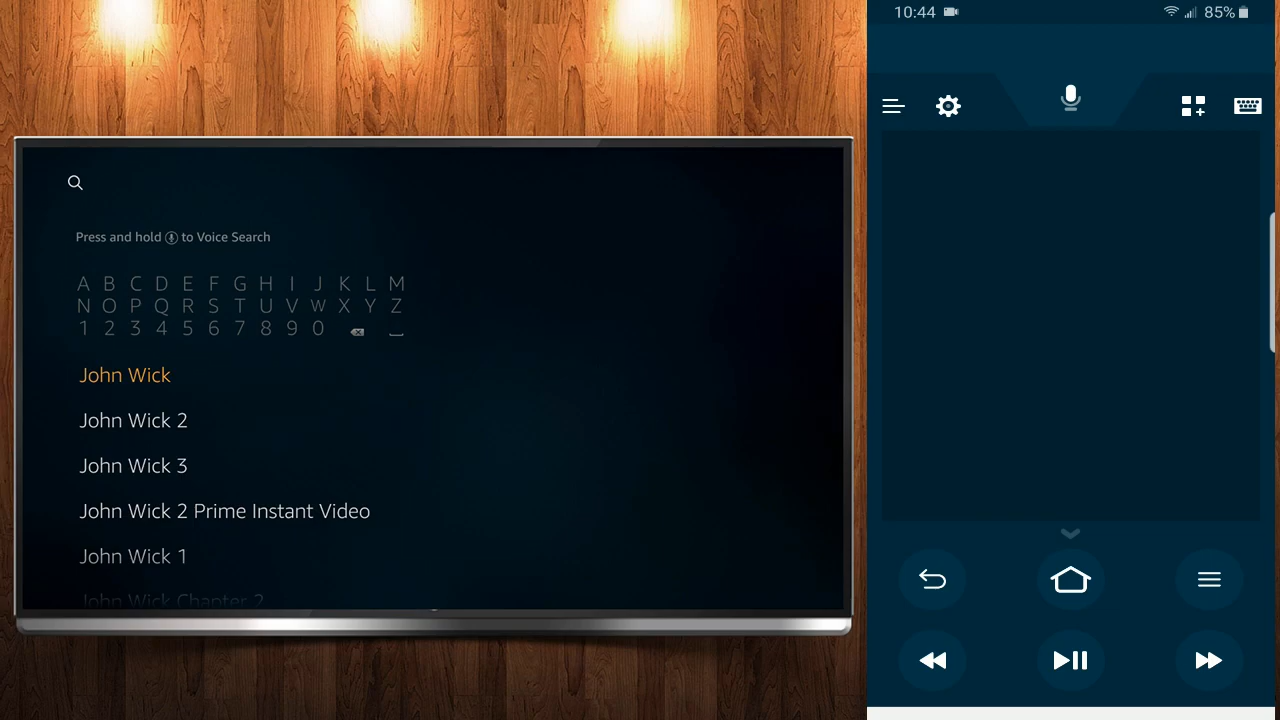 Press and hold to Voice Search
A B C D E F G H I J K L M
N O P Q R S T U V W X Y Z
1 2 3 4 5 6 7 8 9 0
John Wick
John Wick 2
John Wick 3
John Wick 2 Prime Instant Video
John Wick 1
John Wick Chapter 2
10:44
85%